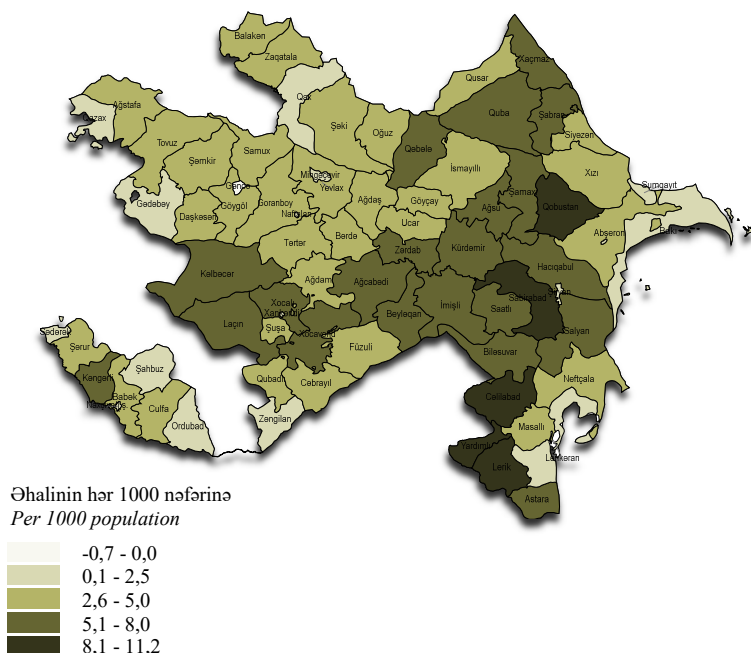 Balakən
Zaqatala
Xaçmaz
Qax
Qusar
Ağstafa
Şəki
Oğuz
Quba
Şabran
Qazax
Siyəzən
Tovuz
Samux
Qəbələ
Şəmkir
İsmayıllı
Xızı
Mingəçevir
Gəncə
Yevlax
Sumqayıt
Gədəbəy
Ağdaş
Göyçay
Şamaxı
Qobustan
Goranboy
Göygöl
Ağsu
Daşkəsən
Naftalan
Ucar
Abşeron
Bakı
Tərtər
Bərdə
Zərdab
Kürdəmir
Hacıqabul
Kəlbəcər
Ağdam
Ağcabədi
Şirvan
Xocalı
İmişli
Sabirabad
Laçın
Xankəndi
Beyləqan
Saatlı
Sədərək
Şuşa
Xocavənd
Salyan
Şərur
Füzuli
Biləsuvar
Şahbuz
Kəngərli
Qubadlı
Cəbrayıl
Neftçala
Babək
Cəlilabad
Naxçıvan
Culfa
Ordubad
Zəngilan
Masallı
Yardımlı
Lənkəran
Lerik
Astara
Əhalinin hər 1000 nəfərinə
Per 1000 population
-0,7 - 0,0
0,1 - 2,5
2,6 - 5,0
5,1 - 8,0
8,1 - 11,2